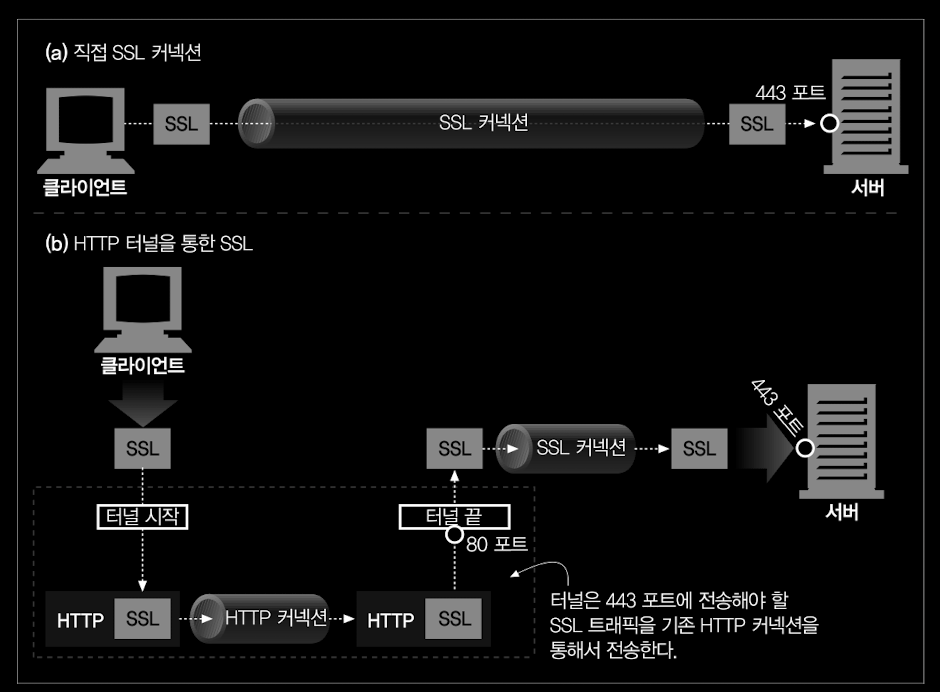 (a) 직접 SSL 커넥션
443 포트
SSL
SSL 커넥션
SSL
클라이언트
서버
(b) HTTP 터널을 통한 SSL
클라이언트
443 포트
SSL
SSL
SSL 커넥션
SSL
서버
터널 시작
터널 끝
80 포트
HTTP
SSL
HTTP 커넥션
HTTP
SSL
터널은 443 포트에 전송해야 할
SSL 트래픽을 기존 HTTP 커넥션을
통해서 전송한다.